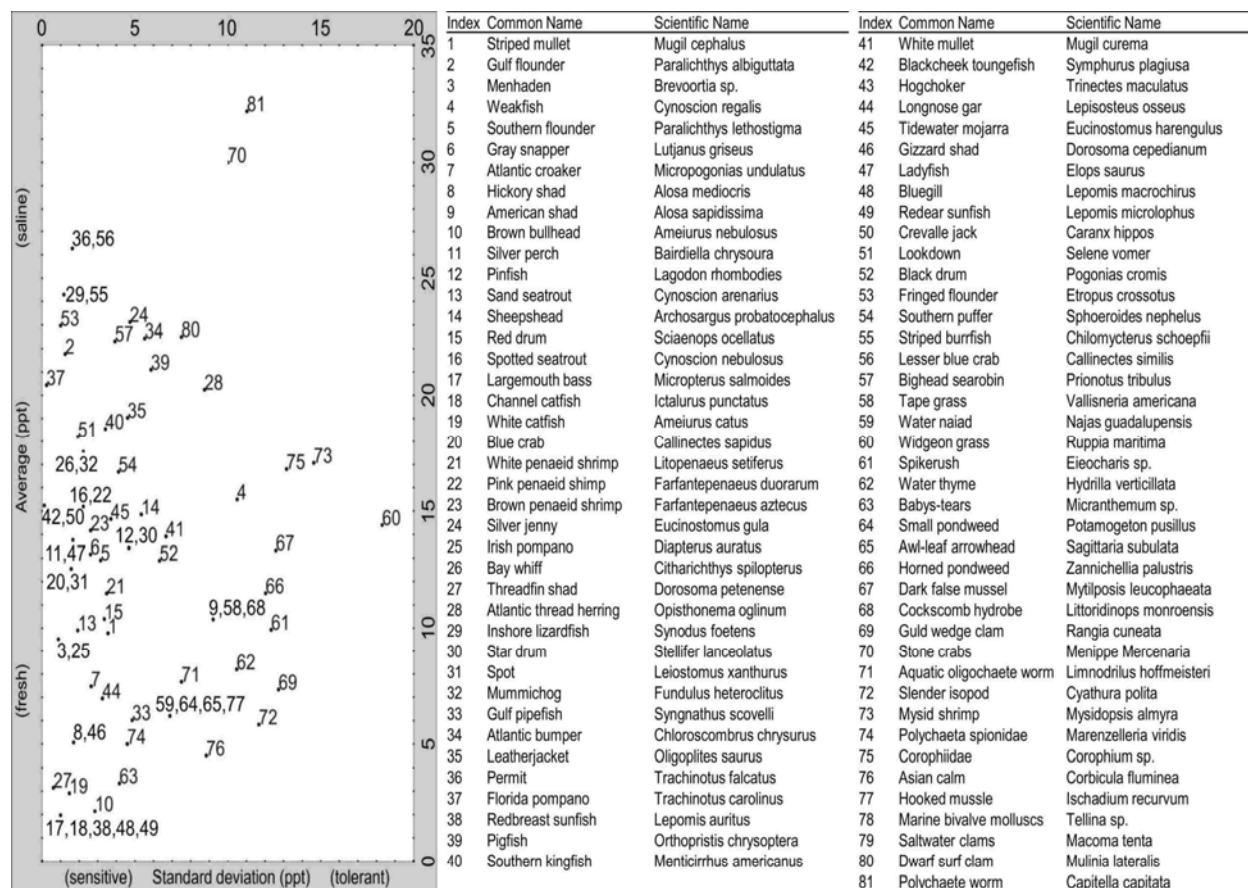 0 5 10 15 20
35
30
25
20
15
10
5
0
(saline)
Average (ppt)
(fresh)
81
70
36,56
29,55
53
24
57
34
80
2
39
37
28
35
40
51
26,32
54
75
73
16,22
4
42,50
45
14
60
23
12,30
41
67
11,47
6
5
52
20,31
21
66
15
9,58,68
13
1
61
3,25
62
7
71
69
44
59,64,65,77
33
72
8,46
74
76
27
19
63
10
17,18,38,48,49
(sensitive) Standard deviation (ppt) (tolerant)
Index Common Name Scientific Name
1 Striped mullet Mugil cephalus
2 Gulf flounder Paralichthys albiguttata
3 Menhaden Brevoortia sp.
4 Weakfish Cynoscion regalis
5 Southern flounder Paralichthys lethostigma
6 Gray snapper Lutjanus griseus
7 Atlantic croaker Micropogonias undulatus
8 Hickory shad Alosa mediocris
9 American shad Alosa sapidissima
10 Brown bullhead Ameiurus nebulosus
11 Silver perch Bairdiella chrysoura
12 Pinfish Lagodon rhombodies
13 Sand seatrout Cynoscion arenarius
14 Sheepshead Archosargus probatocephalus
15 Red drum Sciaenops ocellatus
16 Spotted seatrout Cynoscion nebulosus
17 Largemouth bass Micropterus salmoides
18 Channel catfish Ictalurus punctatus
19 White catfish Ameiurus catus
20 Blue crab Callinectes sapidus
21 White penaeid shrimp Litopenaeus setiferus
22 Pink penaeid shimp Farfantepenaeus duorarum
23 Brown penaeid shrimp Farfantepenaeus aztecus
24 Silver jenny Eucinostomus gula
25 Irish pompano Diapterus auratus
26 Bay whiff Citharichthys spilopterus
27 Threadfin shad Dorosoma petenense
28 Atlantic thread herring Opisthonema oglinum
29 Inshore lizardfish Synodus foetens
30 Star drum Stellifer lanceolatus
31 Spot Leiostomus xanthurus
32 Mummichog Fundulus heteroclitus
33 Gulf pipefish Syngnathus scovelli
34 Atlantic bumper Chloroscombrus chrysurus
35 Leatherjacket Oligoplites saurus
36 Permit Trachinotus falcatus
37 Florida pompano Trachinotus carolinus
38 Redbreast sunfish Lepomis auritus
39 Pigfish Orthopristis chrysoptera
40 Southern kingfish Menticirrhus americanus
Index Common Name Scientific Name
41 White mullet Mugil curema
42 Blackcheek toungefish Symphurus plagiusa
43 Hogchoker Trinectes maculatus
44 Longnose gar Lepisosteus osseus
45 Tidewater mojarra Eucinostomus harengulus
46 Gizzard shad Dorosoma cepedianum
47 Ladyfish Elops saurus
48 Bluegill Lepomis macrochirus
49 Redear sunfish Lepomis microlophus
50 Crevalle jack Caranx hippos
51 Lookdown Selene vomer
52 Black drum Pogonias cromis
53 Fringed flounder Etropus crossotus
54 Southern puffer Sphoeroides nephelus
55 Striped burrfish Chilomycterus schoepfii
56 Lesser blue crab Callinectes similis
57 Bighead searobin Prionotus tribulus
58 Tape grass Vallisneria americana
59 Water naiad Najas guadalupensis
60 Widgeon grass Ruppia maritima
61 Spikerush Eieocharis sp.
62 Water thyme Hydrilla verticillata
63 Babys-tears Micranthemum sp.
64 Small pondweed Potamogeton pusillus
65 Awl-leaf arrowhead Sagittaria subulata
66 Horned pondweed Zannichellia palustris
67 Dark false mussel Mytilposis leucophaeata
68 Cockscomb hydrobe Littoridinops monroensis
69 Guld wedge clam Rangia cuneata
70 Stone crabs Menippe Mercenaria
71 Aquatic oligochaete worm Limnodrilus hoffmeisteri
72 Slender isopod Cyathura polita
73 Mysid shrimp Mysidopsis almyra
74 Polychaeta spionidae Marenzelleria viridis
75 Corophiidae Corophium sp.
76 Asian calm Corbicula fluminea
77 Hooked mussle Ischadium recurvum
78 Marine bivalve molluscs Tellina sp.
79 Saltwater clams Macoma tenta
80 Dwarf surf clam Mulinia lateralis
81 Polychaete worm Capitella capitata